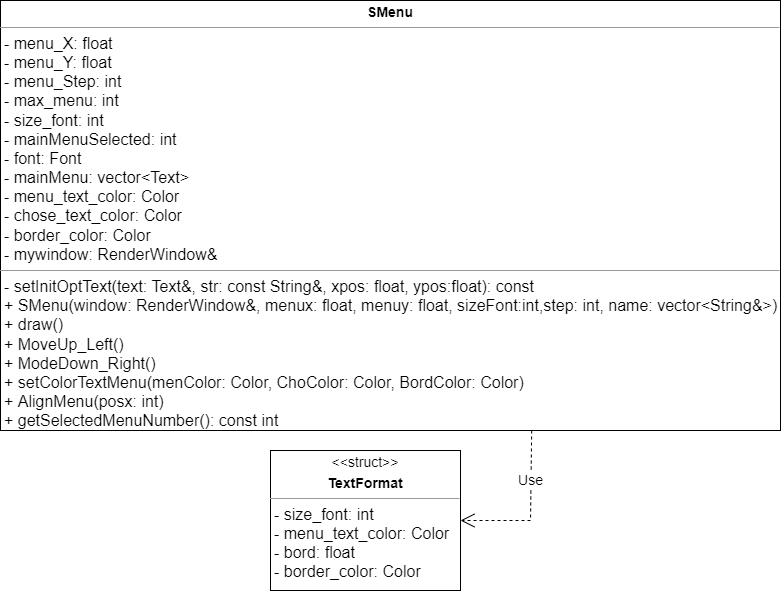 SMenu
- menu_X: float
- menu_Y: float
- menu_Step: int
- max_menu: int
- size_font: int
- mainMenuSelected: int
- font: Font
- mainMenu: vector<Text>
- menu_text_color: Color
- chose_text_color: Color
- border_color: Color
- mywindow: RenderWindow&
- setInitOptText(text: Text&, str: const String&, xpos: float, ypos:float): const
+ SMenu(window: RenderWindow&, menux: float, menuy: float, sizeFont:int,step: int, name: vector<String&>)
+ draw()
+ MoveUp_Left()
+ ModeDown_Right()
+ setColorTextMenu(menColor: Color, ChoColor: Color, BordColor: Color)
+ AlignMenu(posx: int)
+ getSelectedMenuNumber(): const int
<<struct>>
TextFormat
- size_font: int
- menu_text_color: Color
- bord: float
- border_color: Color
Use